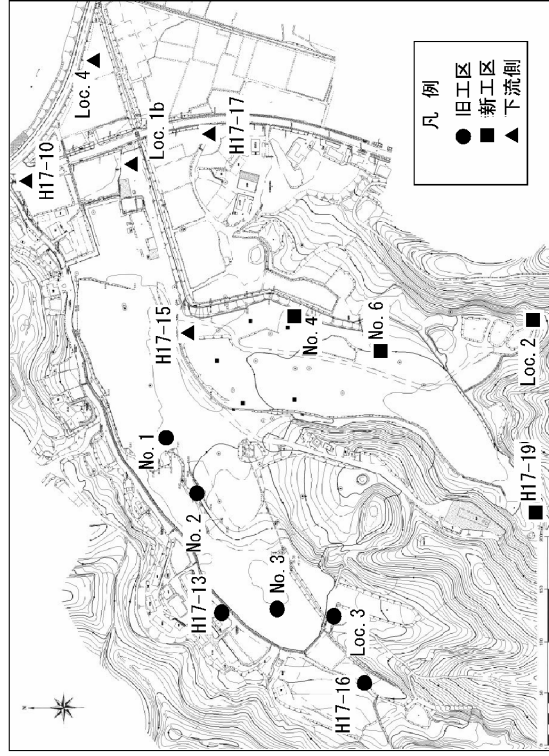 H17-10
Loc. 4
Loc. 1b
H17-17
H17-15
No. 4
No. 6
No. 1
No. 2
No. 3
H17-13
Loc. 3
H17-16
Loc. 2
H17-19
凡 例
● 旧工区
■ 新工区
▲ 下流側